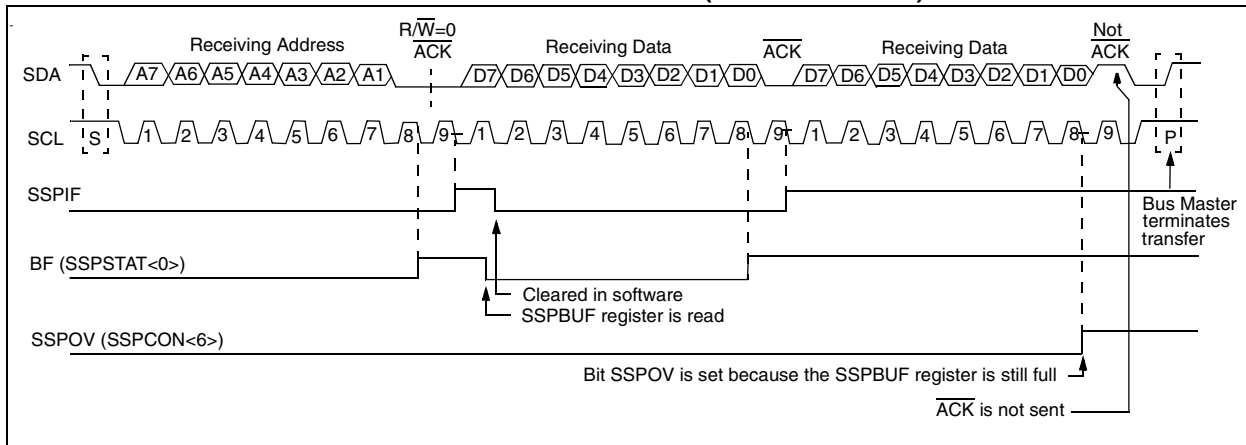 Receiving Address
R/W̅=0
A̅C̅K̅
Receiving Data
A̅C̅K̅
Receiving Data
Not
A̅C̅K̅
SDA
A7 A6 A5 A4 A3 A2 A1
D7 D6 D5 D4 D3 D2 D1 D0
D7 D6 D5 D4 D3 D2 D1 D0
SCL
S
1 2 3 4 5 6 7 8 9
1 2 3 4 5 6 7 8 9
1 2 3 4 5 6 7 8 9
P
SSPIF
Bus Master
terminates
transfer
BF (SSPSTAT<0>)
Cleared in software
SSPBUF register is read
SSPOV (SSPCON<6>)
Bit SSPOV is set because the SSPBUF register is still full
A̅C̅K̅ is not sent